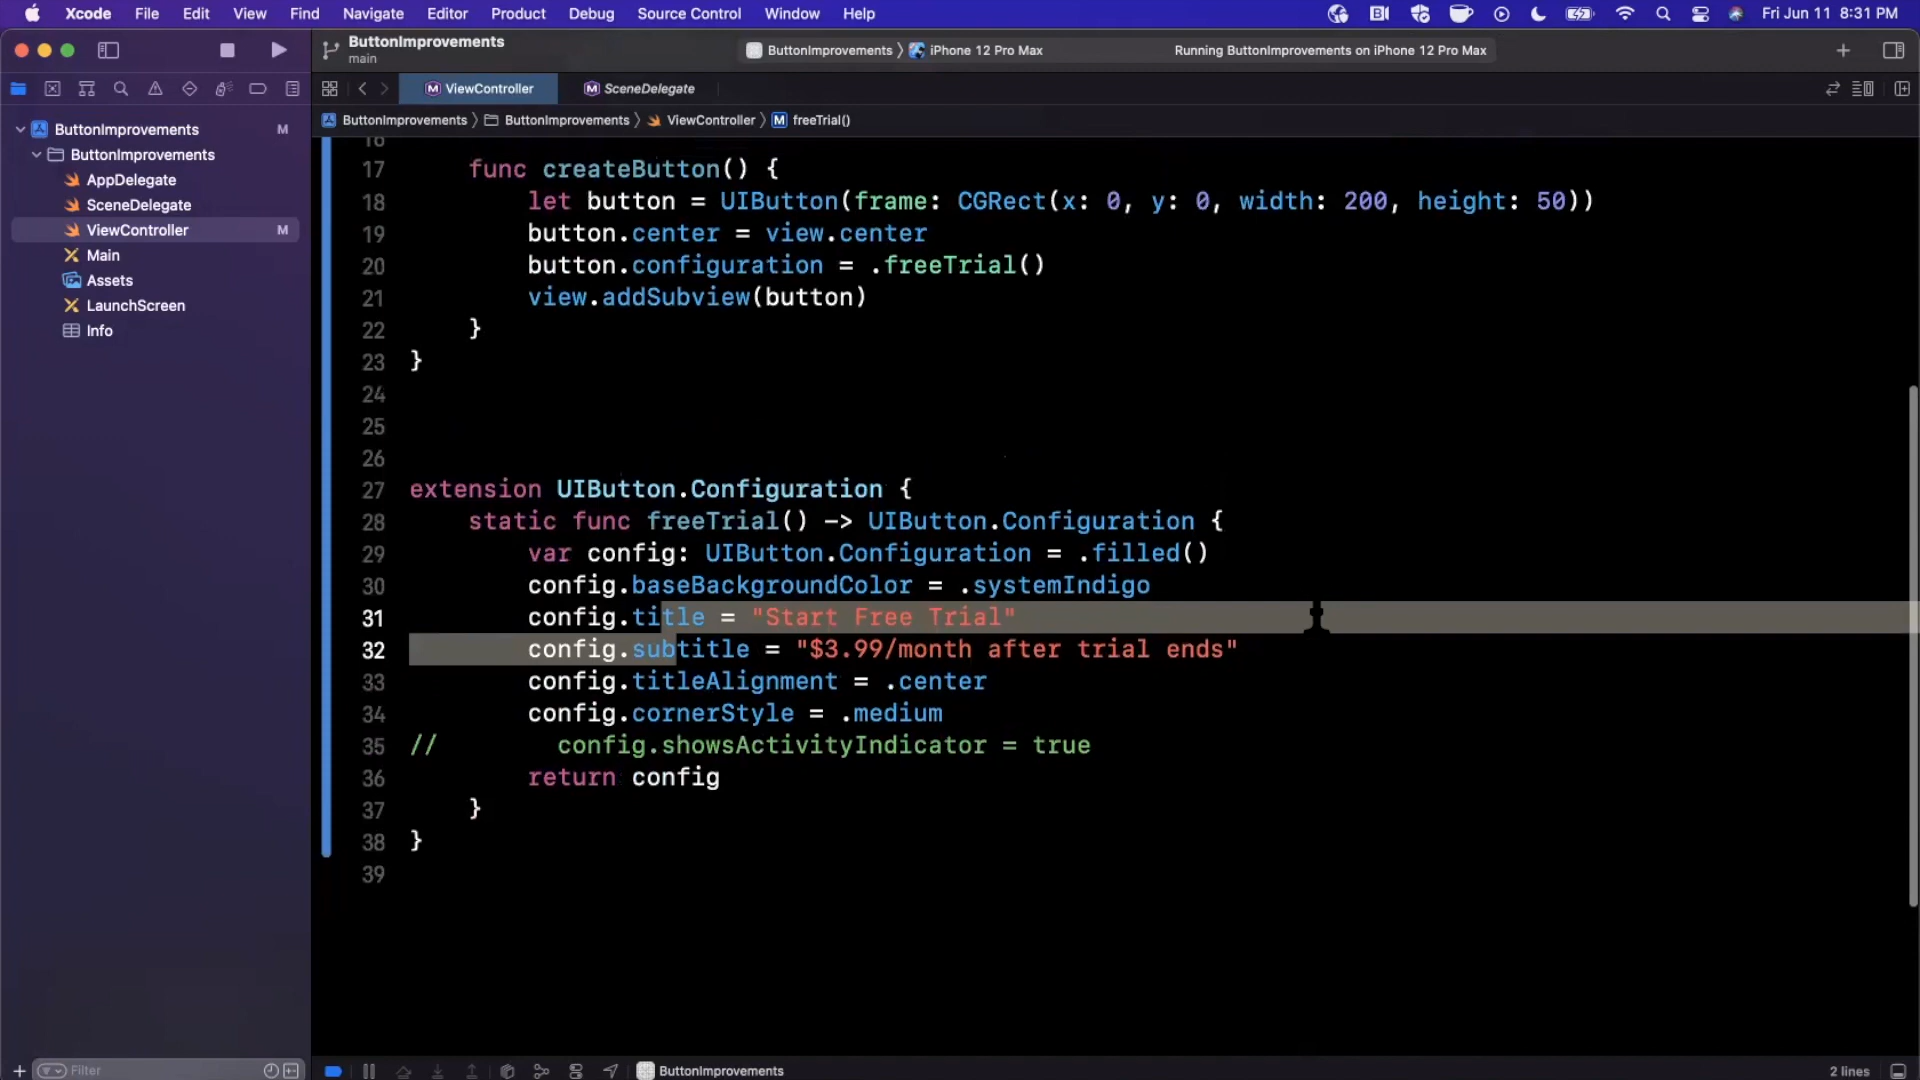 Xcode File Edit View Find Navigate Editor Product Debug Source Control Window Help Fri Jun 11 8:31 PM
ButtonImprovements
main
ButtonImprovements iPhone 12 Pro Max Running ButtonImprovements on iPhone 12 Pro Max
ViewController SceneDelegate
ButtonImprovements ButtonImprovements ViewController freeTrial()
ButtonImprovements M
ButtonImprovements
AppDelegate
SceneDelegate
ViewController M
Main
Assets
LaunchScreen
Info
16
17 func createButton() {
18 let button = UIButton(frame: CGRect(x: 0, y: 0, width: 200, height: 50))
19 button.center = view.center
20 button.configuration = .freeTrial()
21 view.addSubview(button)
22 }
23 }
24
25
26
27 extension UIButton.Configuration {
28 static func freeTrial() -> UIButton.Configuration {
29 var config: UIButton.Configuration = .filled()
30 config.baseBackgroundColor = .systemIndigo
31 config.title = "Start Free Trial"
32 config.subtitle = "$3.99/month after trial ends"
33 config.titleAlignment = .center
34 config.cornerStyle = .medium
35 // config.showsActivityIndicator = true
36 return config
37 }
38 }
39
Filter
ButtonImprovements
2 lines